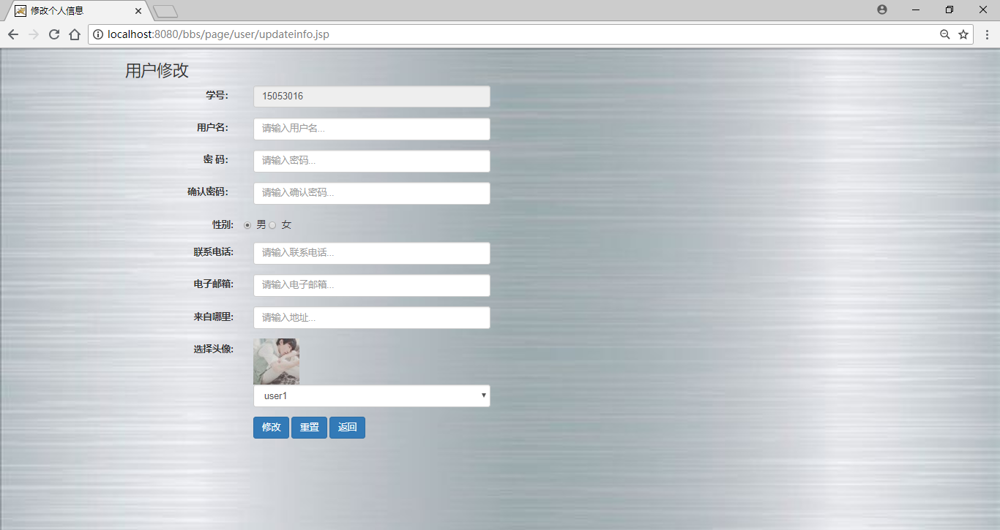 修改个人信息
localhost:8080/bbs/page/user/updateinfo.jsp
用户修改
学号: 15053016
用户名: 请输入用户名...
密 码: 请输入密码...
确认密码: 请输入确认密码...
性别: 男 女
联系电话: 请输入联系电话...
电子邮箱: 请输入电子邮箱...
来自哪里: 请输入地址...
选择头像:
user1
修改 重置 返回